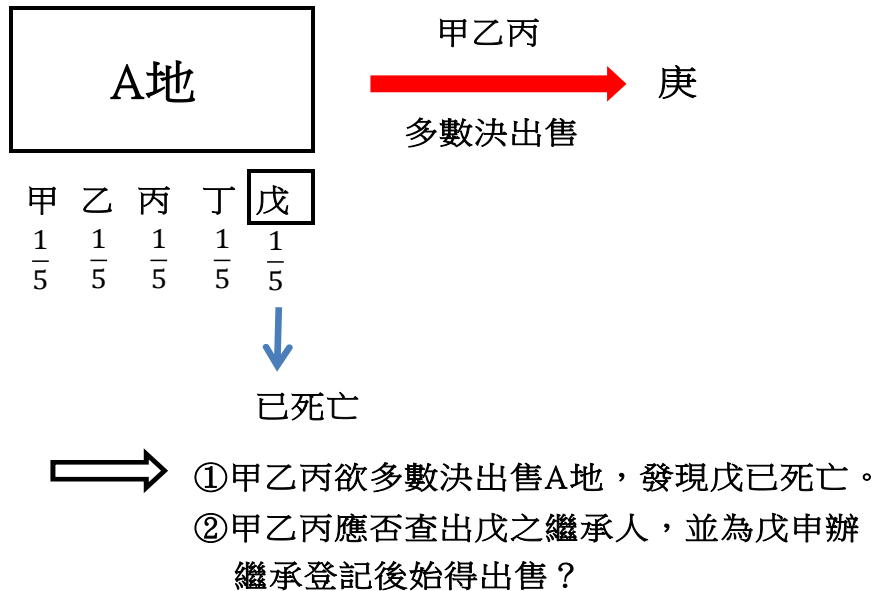 甲乙丙
A地
庚
多數決出售
甲 乙 丙 丁 戊
1/5 1/5 1/5 1/5 1/5
已死亡
①甲乙丙欲多數決出售A地，發現戊已死亡。
②甲乙丙應否查出戊之繼承人，並為戊申辦
繼承登記後始得出售？